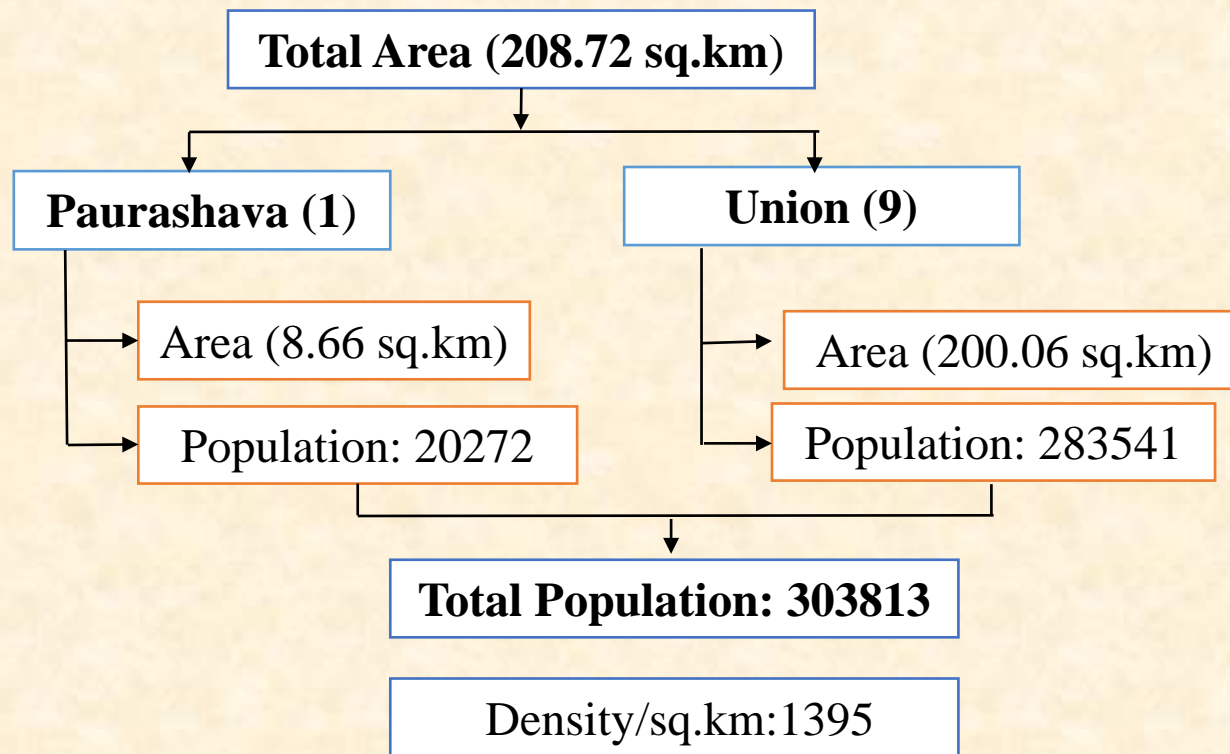 Total Area (208.72 sq.km)
Paurashava (1)
Union (9)
Area (8.66 sq.km)
Area (200.06 sq.km)
Population: 20272
Population: 283541
Total Population: 303813
Density/sq.km:1395